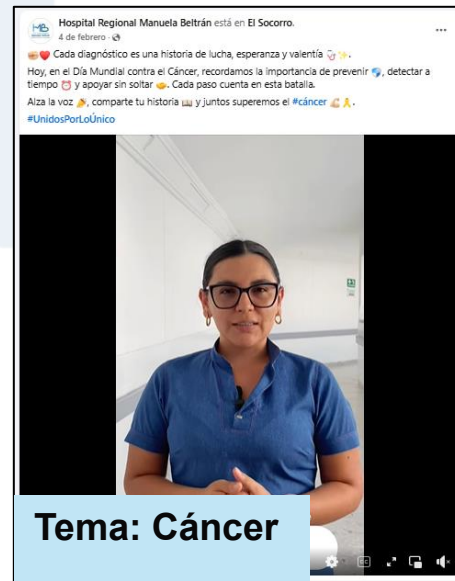 Hospital Regional Manuela Beltrán está en El Socorro.
4 de febrero ·
Cada diagnóstico es una historia de lucha, esperanza y valentía.
Hoy, en el Día Mundial contra el Cáncer, recordamos la importancia de prevenir, detectar a
tiempo y apoyar sin soltar. Cada paso cuenta en esta batalla.
Alza la voz, comparte tu historia y juntos superemos el #cáncer.
#UnidosPorLoÚnico
Tema: Cáncer